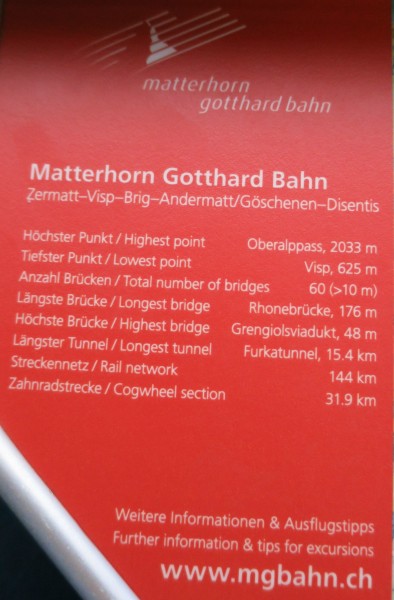 matterhorn
gotthard bahn
Matterhorn Gotthard Bahn
Zermatt–Visp–Brig–Andermatt/Göschenen–Disentis
Höchster Punkt / Highest point Oberalppass, 2033 m
Tiefster Punkt / Lowest point Visp, 625 m
Anzahl Brücken / Total number of bridges 60 (>10 m)
Längste Brücke / Longest bridge Rhonebrücke, 176 m
Höchste Brücke / Highest bridge Grengiolsviadukt, 48 m
Längster Tunnel / Longest tunnel Furkatunnel, 15.4 km
Streckennetz / Rail network 144 km
Zahnradstrecke / Cogwheel section 31.9 km
Weitere Informationen & Ausflugstipps
Further information & tips for excursions
www.mgbahn.ch